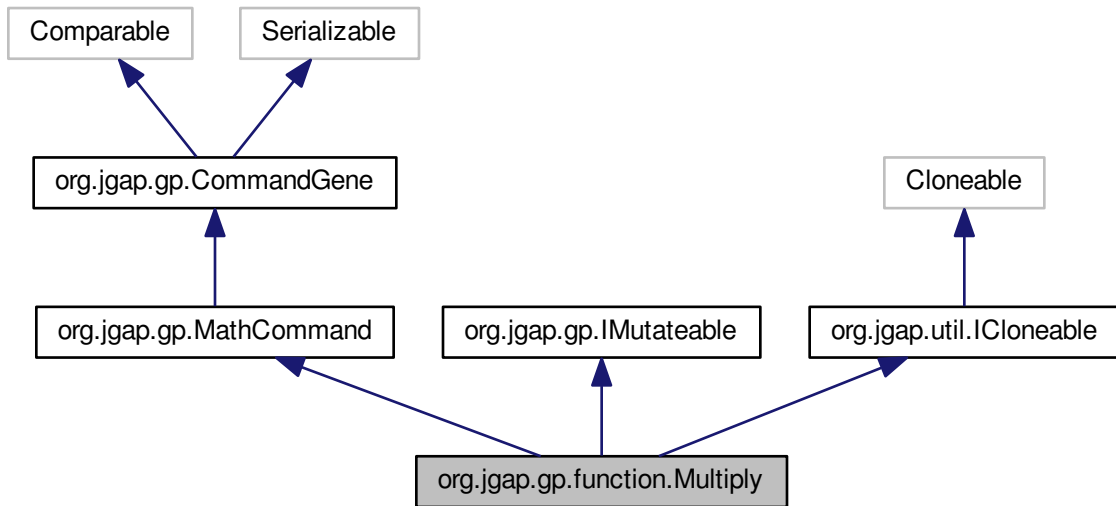 Comparable
Serializable
org.jgap.gp.CommandGene
Cloneable
org.jgap.gp.MathCommand
org.jgap.gp.IMutateable
org.jgap.util.ICloneable
org.jgap.gp.function.Multiply